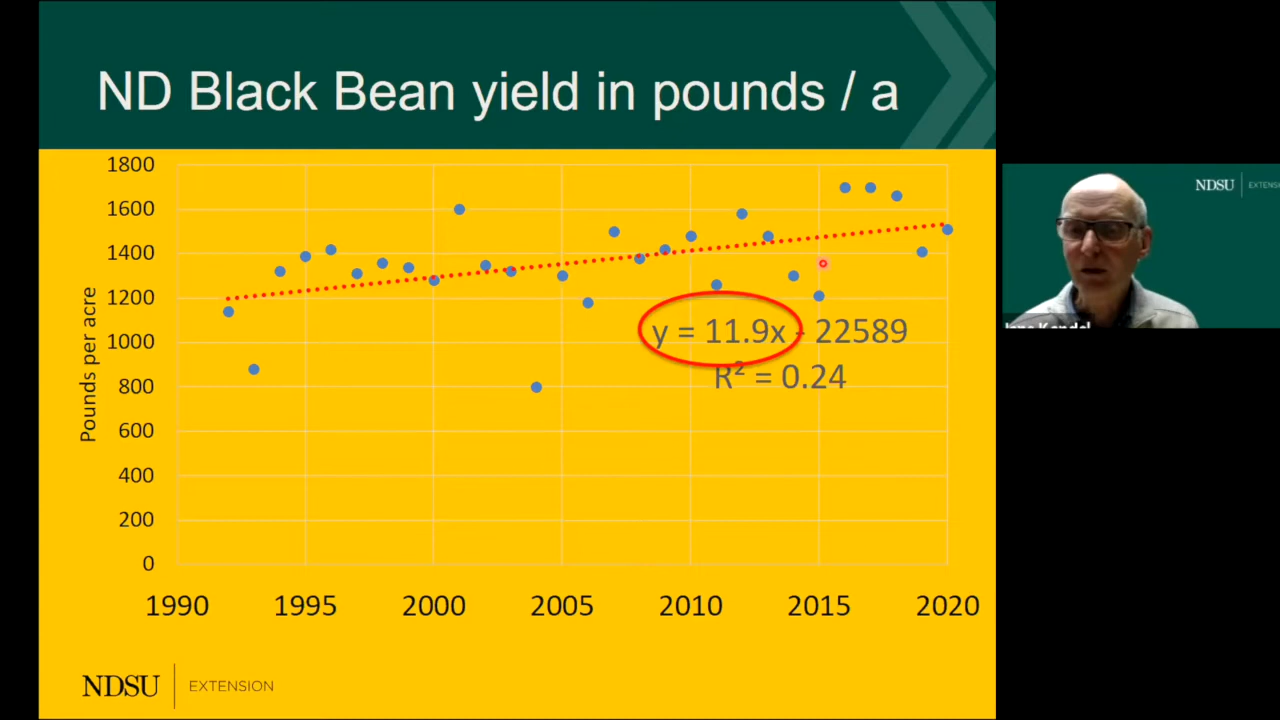 ND Black Bean yield in pounds / a
1800
1600
1400
1200
1000
800
600
400
200
0
Pounds per acre
y = 11.9x - 22589
R² = 0.24
1990 1995 2000 2005 2010 2015 2020
NDSU EXTENSION
NDSU